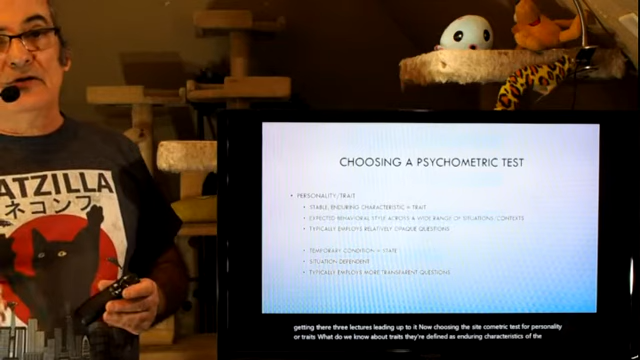 ATZILLA
ネコンフ
CHOOSING A PSYCHOMETRIC TEST
PERSONALITY/TRAIT
STABLE, ENDURING CHARACTERISTIC = TRAIT
EXPECTED BEHAVIORAL STYLE ACROSS A WIDE RANGE OF SITUATIONS/CONTEXTS
TYPICALLY EMPLOYS RELATIVELY OPAQUE QUESTIONS
TEMPORARY CONDITION = STATE
SITUATION DEPENDENT
TYPICALLY EMPLOYS MORE TRANSPARENT QUESTIONS
getting there three lectures leading up to it Now choosing the site cometric test for personality
or traits What do we know about traits they're defined as enduring characteristics of the